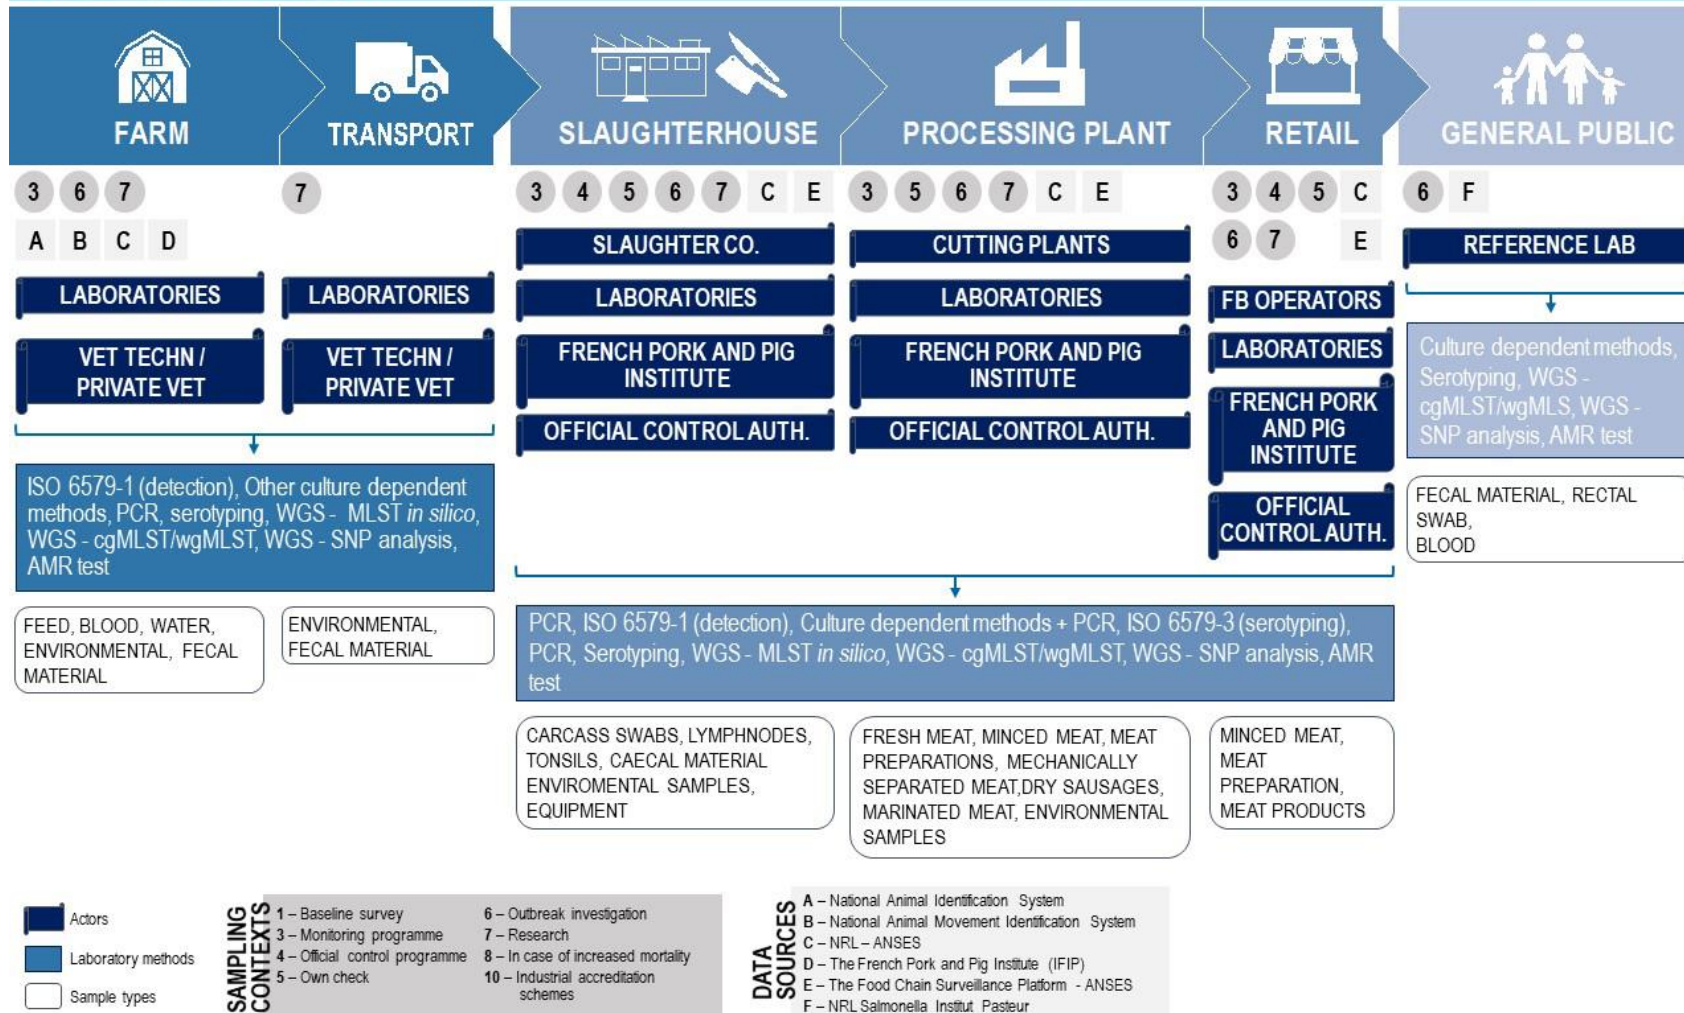 FARM
TRANSPORT
SLAUGHTERHOUSE
PROCESSING PLANT
RETAIL
GENERAL PUBLIC
3 6 7
A B C D
LABORATORIES
VET TECHN /
PRIVATE VET
7
LABORATORIES
VET TECHN /
PRIVATE VET
ISO 6579-1 (detection), Other culture dependent
methods, PCR, serotyping, WGS - MLST in silico,
WGS - cgMLST/wgMLST, WGS - SNP analysis,
AMR test
FEED, BLOOD, WATER,
ENVIRONMENTAL, FECAL
MATERIAL
ENVIRONMENTAL,
FECAL MATERIAL
3 4 5 6 7 C E
SLAUGHTER CO.
LABORATORIES
FRENCH PORK AND PIG
INSTITUTE
OFFICIAL CONTROL AUTH.
3 5 6 7 C E
CUTTING PLANTS
LABORATORIES
FRENCH PORK AND PIG
INSTITUTE
OFFICIAL CONTROL AUTH.
3 4 5 C
6 7 E
FB OPERATORS
LABORATORIES
FRENCH PORK
AND PIG
INSTITUTE
OFFICIAL
CONTROL AUTH.
PCR, ISO 6579-1 (detection), Culture dependent methods + PCR, ISO 6579-3 (serotyping),
PCR, Serotyping, WGS - MLST in silico, WGS - cgMLST/wgMLST, WGS - SNP analysis, AMR
test
CARCASS SWABS, LYMPHNODES,
TONSILS, CAECAL MATERIAL
ENVIROMENTAL SAMPLES,
EQUIPMENT
FRESH MEAT, MINCED MEAT, MEAT
PREPARATIONS, MECHANICALLY
SEPARATED MEAT,DRY SAUSAGES,
MARINATED MEAT, ENVIRONMENTAL
SAMPLES
MINCED MEAT,
MEAT
PREPARATION,
MEAT PRODUCTS
6 F
REFERENCE LAB
Culture dependent methods,
Serotyping, WGS -
cgMLST/wgMLS, WGS -
SNP analysis, AMR test
FECAL MATERIAL, RECTAL
SWAB,
BLOOD
Actors
Laboratory methods
Sample types
SAMPLING
CONTEXTS
1 – Baseline survey
3 – Monitoring programme
4 – Official control programme
5 – Own check
6 – Outbreak investigation
7 – Research
8 – In case of increased mortality
10 – Industrial accreditation
schemes
DATA
SOURCES
A – National Animal Identification System
B – National Animal Movement Identification System
C – NRL – ANSES
D – The French Pork and Pig Institute (IFIP)
E – The Food Chain Surveillance Platform - ANSES
F – NRL Salmonella Institut Pasteur